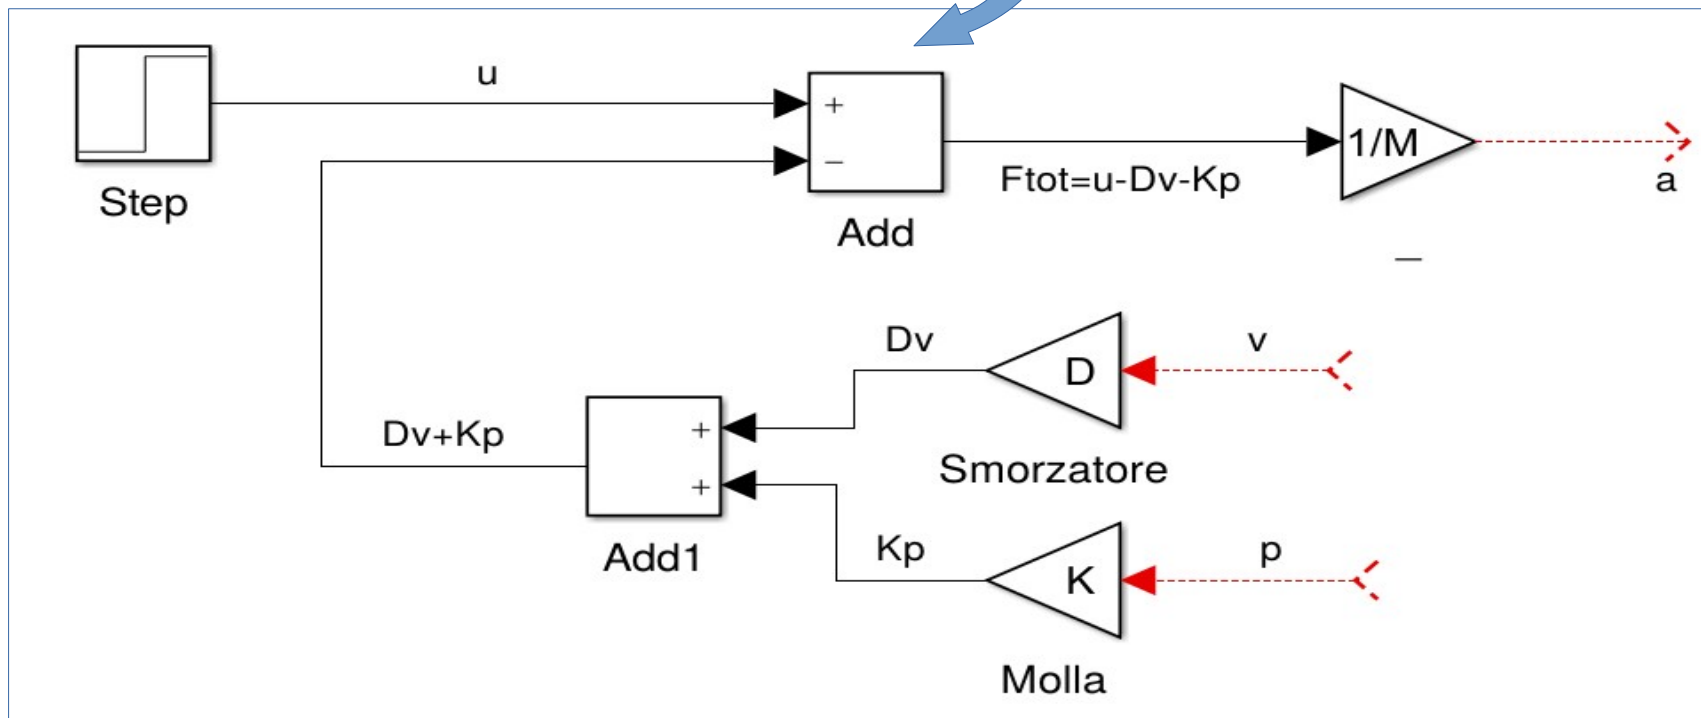 u
+
−
1/M
Step
Ftot=u-Dv-Kp
a
Add
_
Dv
v
D
Dv+Kp
+
Smorzatore
+
Add1
Kp
p
K
Molla